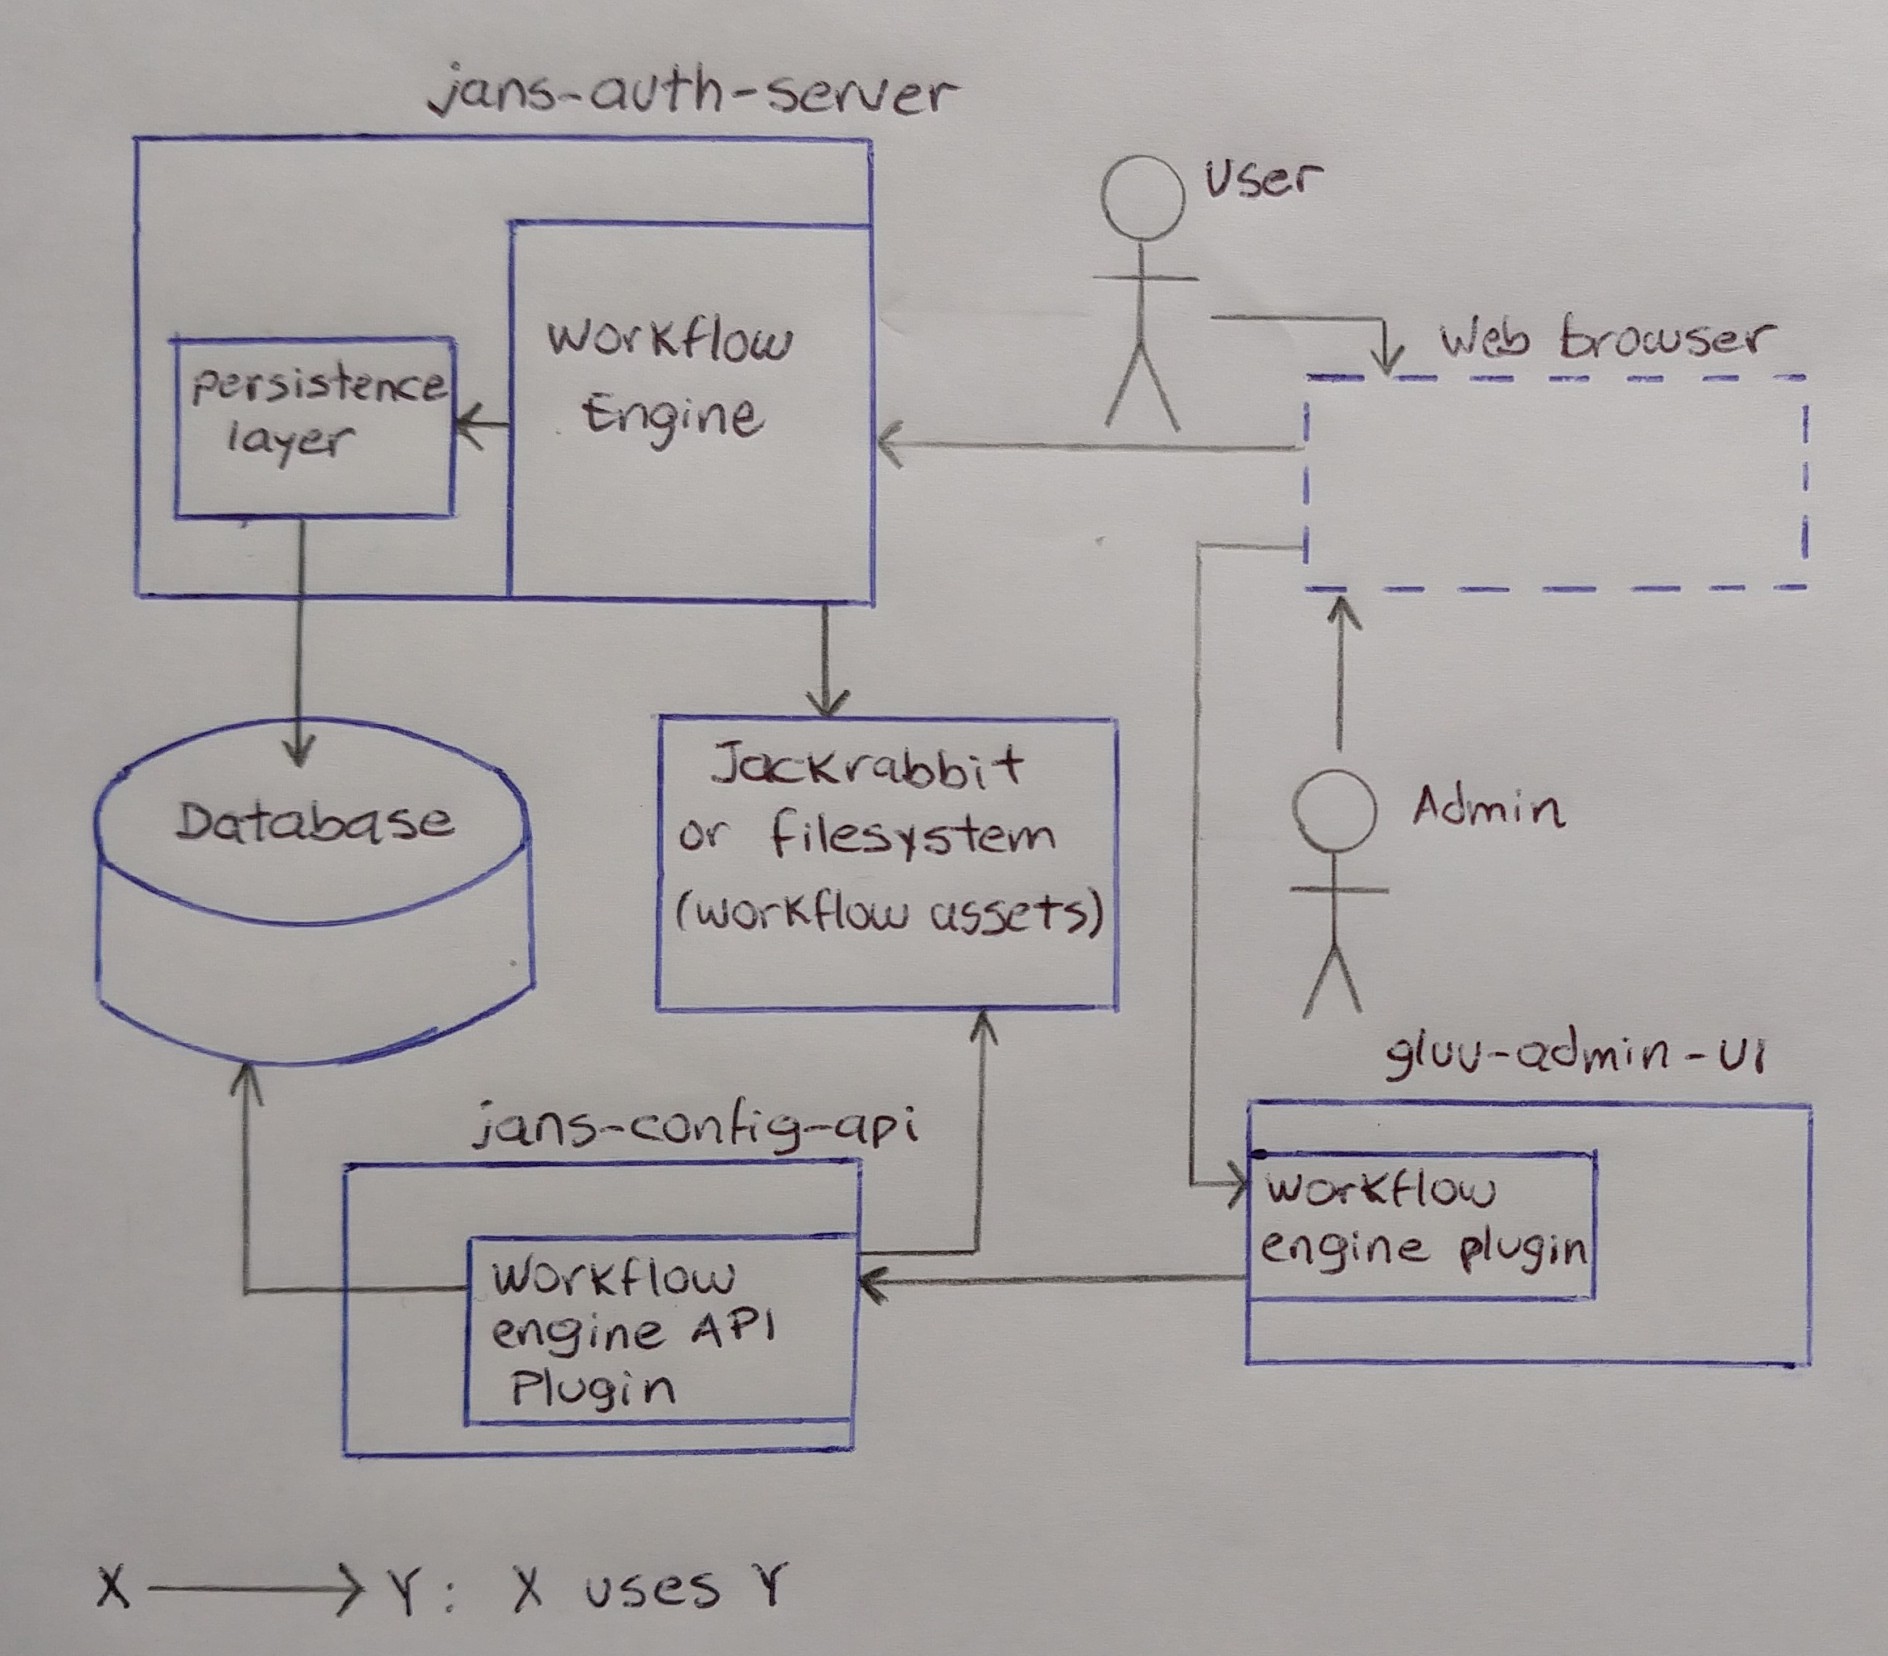 jans-auth-server
User
Workflow
Engine
persistence
layer
Web browser
Database
Jackrabbit
or filesystem
(workflow assets)
Admin
gluu-admin-UI
jans-config-api
Workflow
engine plugin
Workflow
engine API
Plugin
X → Y: X uses Y